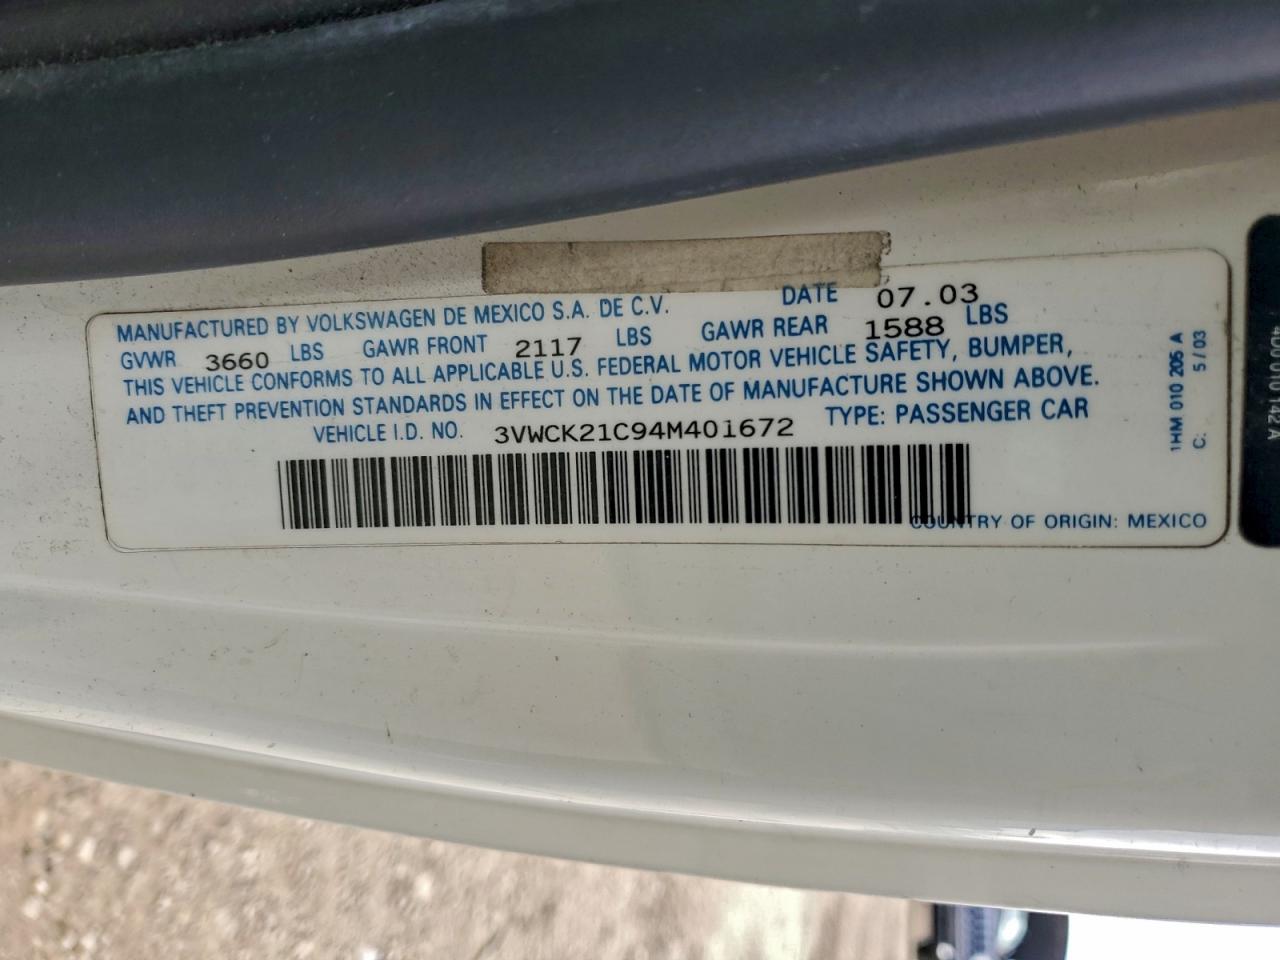 MANUFACTURED BY VOLKSWAGEN DE MEXICO S.A. DE C.V. DATE 07.03
GVWR 3660 LBS GAWR FRONT 2117 LBS GAWR REAR 1588 LBS
THIS VEHICLE CONFORMS TO ALL APPLICABLE U.S. FEDERAL MOTOR VEHICLE SAFETY, BUMPER,
AND THEFT PREVENTION STANDARDS IN EFFECT ON THE DATE OF MANUFACTURE SHOWN ABOVE.
VEHICLE I.D. NO. 3VWCK21C94M401672 TYPE: PASSENGER CAR
COUNTRY OF ORIGIN: MEXICO
1HM 010 205 A
C. 5/03